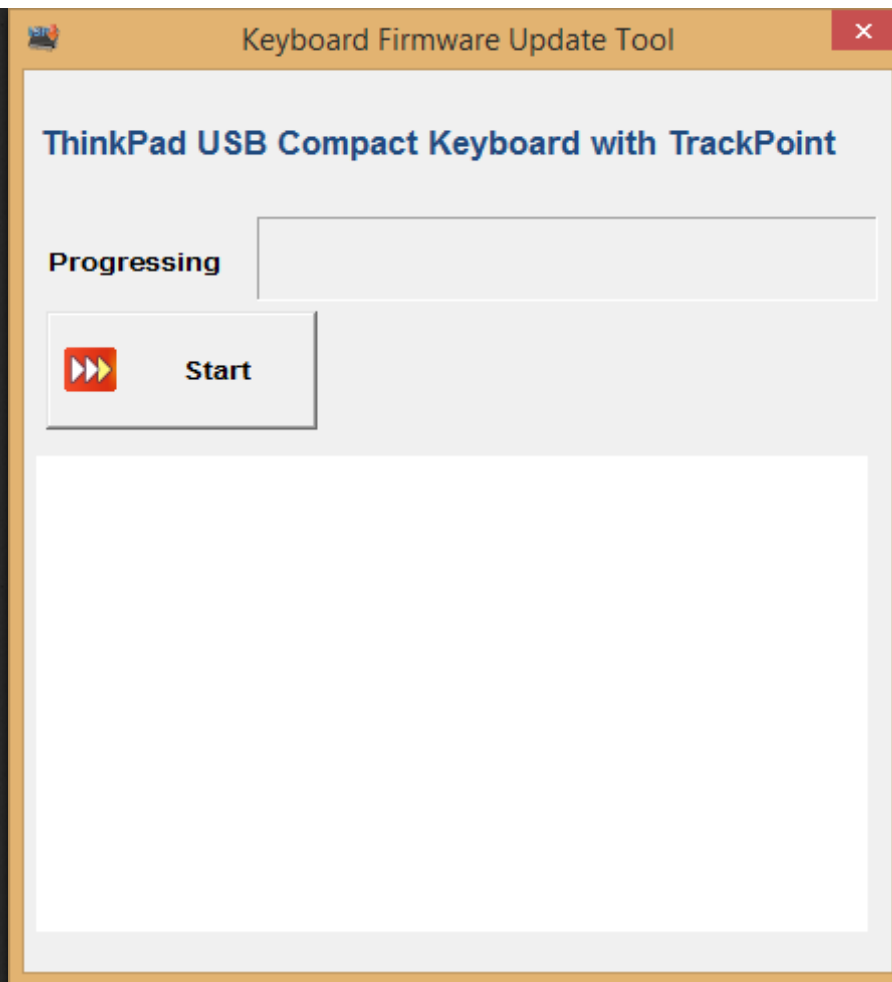 Keyboard Firmware Update Tool
ThinkPad USB Compact Keyboard with TrackPoint
Progressing
Start